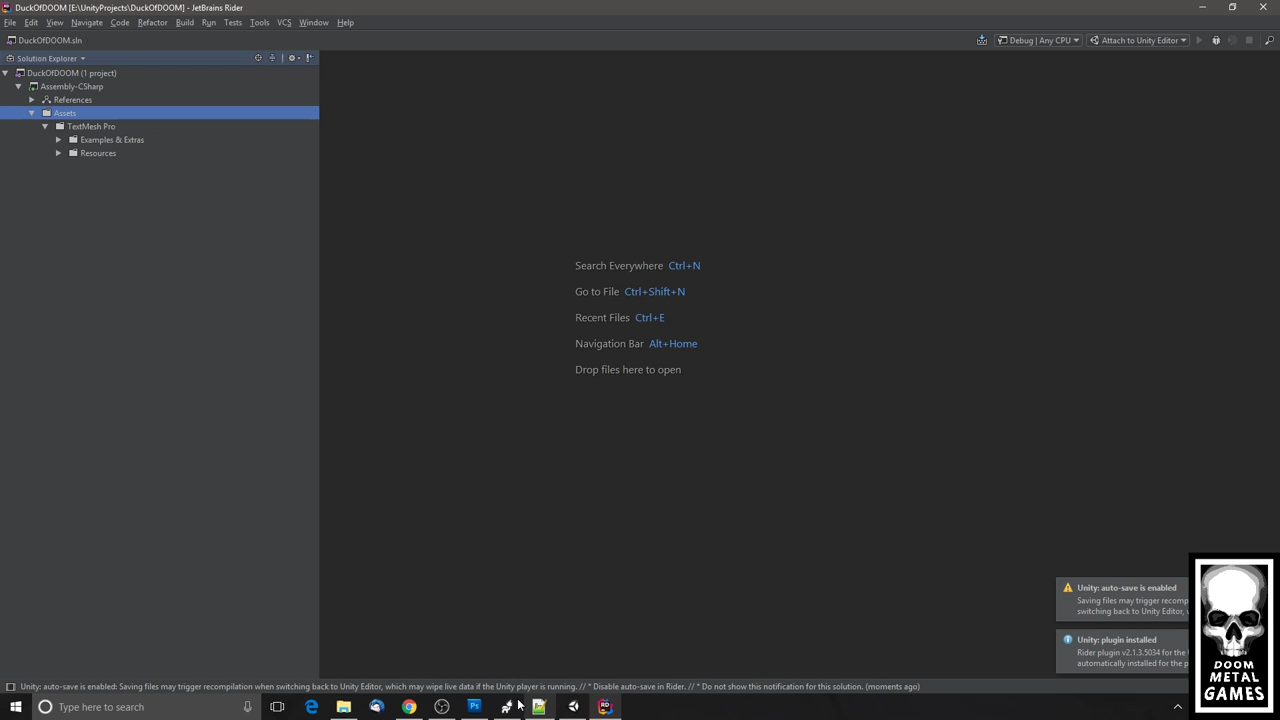 DuckOfDOOM [E:\UnityProjects\DuckOfDOOM] - JetBrains Rider
File Edit View Navigate Code Refactor Build Run Tests Tools VCS Window Help
DuckOfDOOM.sln
Debug | Any CPU
Attach to Unity Editor
Solution Explorer
DuckOfDOOM (1 project)
Assembly-CSharp
References
Assets
TextMesh Pro
Examples & Extras
Resources
Search Everywhere Ctrl+N
Go to File Ctrl+Shift+N
Recent Files Ctrl+E
Navigation Bar Alt+Home
Drop files here to open
Unity: auto-save is enabled
Saving files may trigger recomp
switching back to Unity Editor,
Unity: plugin installed
Rider plugin v2.1.3.5034 for the
automatically installed for the p
DOOM
METAL
GAMES
Unity: auto-save is enabled: Saving files may trigger recompilation when switching back to Unity Editor, which may wipe live data if the Unity player is running. // * Disable auto-save in Rider. // * Do not show this notification for this solution. (moments ago)
Type here to search
Ps
RD